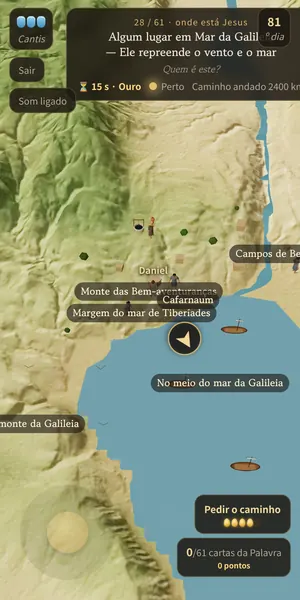 28 / 61 · onde está Jesus
81
º dia
Cantis
Algum lugar em Mar da Galil
— Ele repreende o vento e o mar
Sair
Quem é este?
⏳ 15 s · Ouro Perto Caminho andado 2400 km
Som ligado
Campos de Be
Daniel
Monte das Bem-aventuranças
Cafarnaum
Margem do mar de Tiberíades
No meio do mar da Galileia
monte da Galileia
Pedir o caminho
0/61 cartas da Palavra
0 pontos